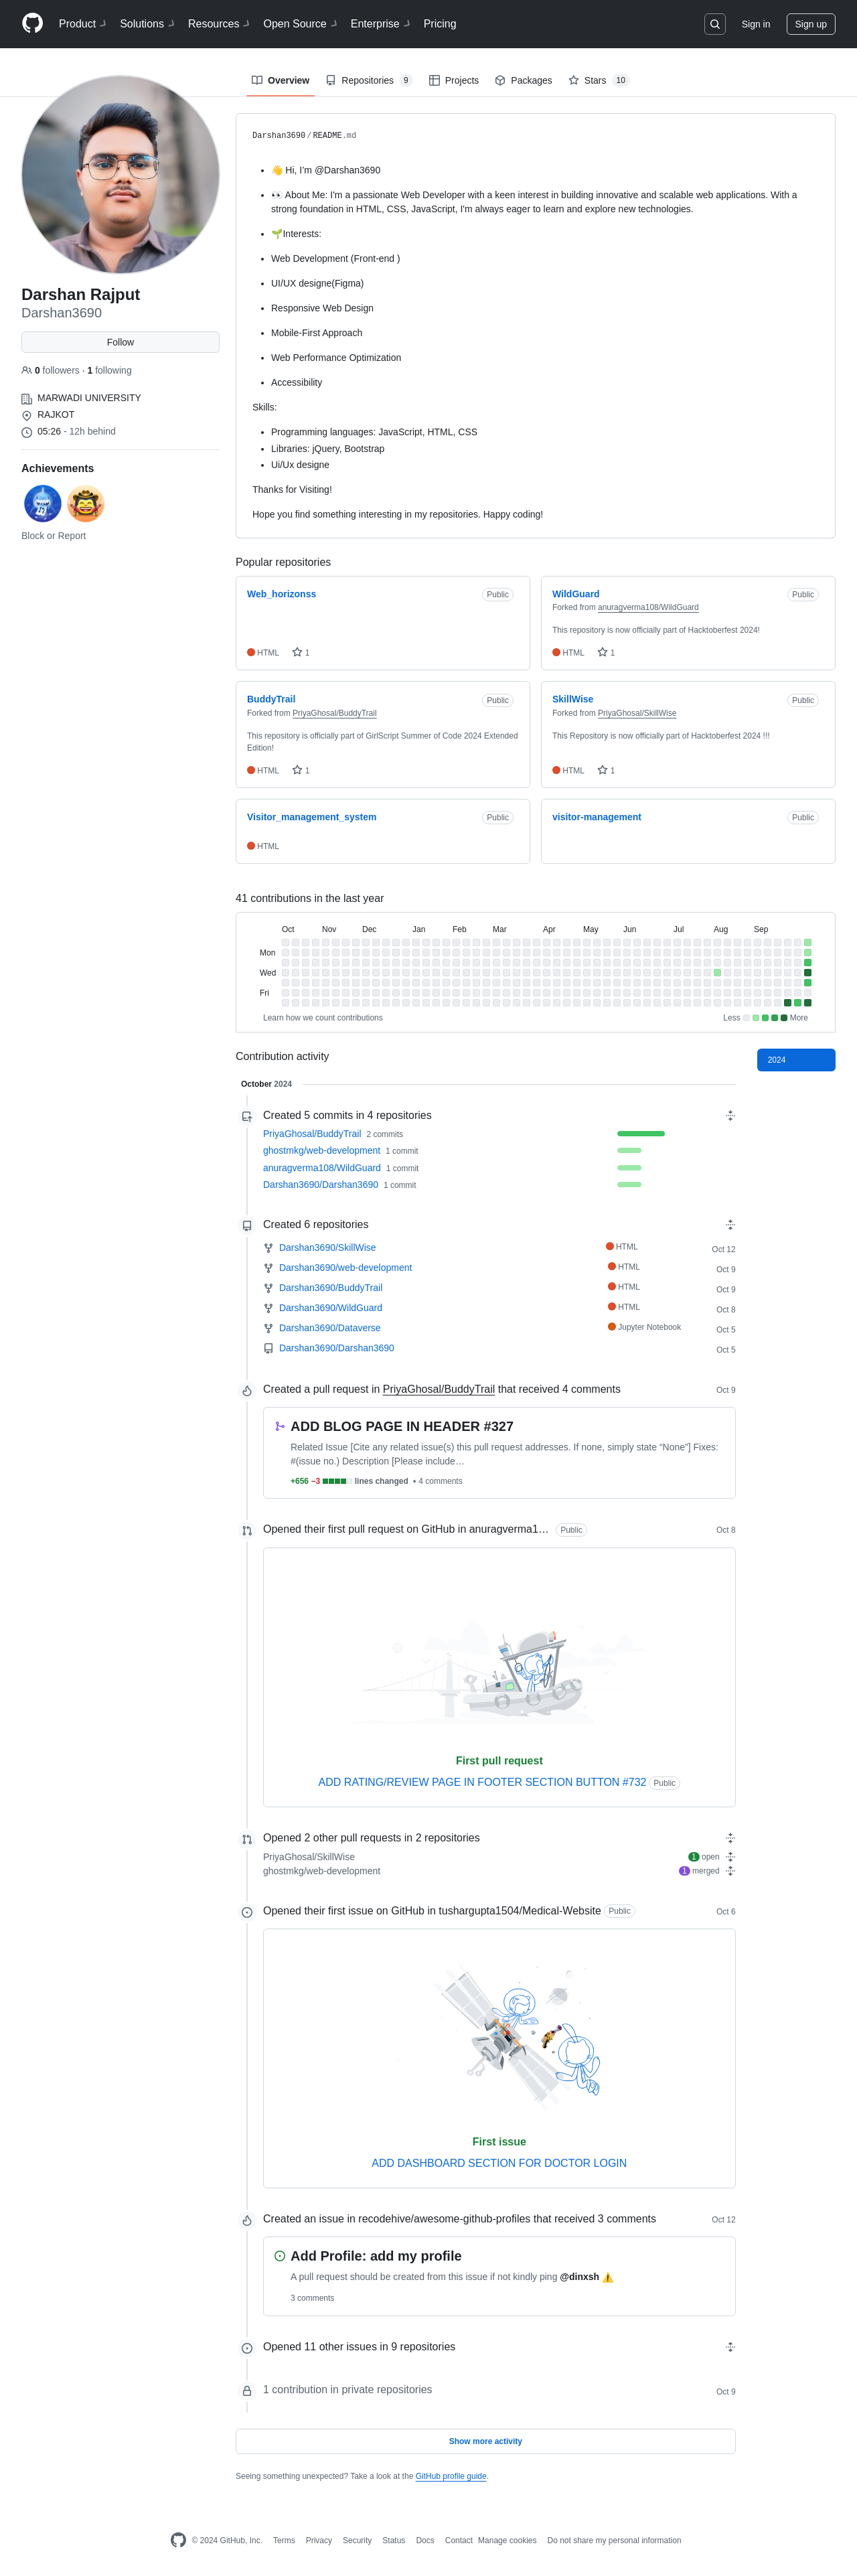 Product Solutions Resources Open Source Enterprise Pricing Sign in Sign up
Overview Repositories 9 Projects Packages Stars 10
Darshan Rajput
Darshan3690
Follow
0 followers · 1 following
MARWADI UNIVERSITY
RAJKOT
05:26 - 12h behind
Achievements
Block or Report
Darshan3690/README.md
👋 Hi, I'm @Darshan3690
👀 About Me: I'm a passionate Web Developer with a keen interest in building innovative and scalable web applications. With a
strong foundation in HTML, CSS, JavaScript, I'm always eager to learn and explore new technologies.
🌱Interests:
Web Development (Front-end )
UI/UX designe(Figma)
Responsive Web Design
Mobile-First Approach
Web Performance Optimization
Accessibility
Skills:
Programming languages: JavaScript, HTML, CSS
Libraries: jQuery, Bootstrap
Ui/Ux designe
Thanks for Visiting!
Hope you find something interesting in my repositories. Happy coding!
Popular repositories
Web_horizonss Public
HTML 1
WildGuard Public
Forked from anuragverma108/WildGuard
This repository is now officially part of Hacktoberfest 2024!
HTML 1
BuddyTrail Public
Forked from PriyaGhosal/BuddyTrail
This repository is officially part of GirlScript Summer of Code 2024 Extended
Edition!
HTML 1
SkillWise Public
Forked from PriyaGhosal/SkillWise
This Repository is now officially part of Hacktoberfest 2024 !!!
HTML 1
Visitor_management_system Public
HTML
visitor-management Public
41 contributions in the last year
Oct Nov Dec Jan Feb Mar Apr May Jun Jul Aug Sep
Mon
Wed
Fri
Learn how we count contributions Less More
Contribution activity
2024
October 2024
Created 5 commits in 4 repositories
PriyaGhosal/BuddyTrail 2 commits
ghostmkg/web-development 1 commit
anuragverma108/WildGuard 1 commit
Darshan3690/Darshan3690 1 commit
Created 6 repositories
Darshan3690/SkillWise HTML Oct 12
Darshan3690/web-development HTML Oct 9
Darshan3690/BuddyTrail HTML Oct 9
Darshan3690/WildGuard HTML Oct 8
Darshan3690/Dataverse Jupyter Notebook Oct 5
Darshan3690/Darshan3690 Oct 5
Created a pull request in PriyaGhosal/BuddyTrail that received 4 comments Oct 9
ADD BLOG PAGE IN HEADER #327
Related Issue [Cite any related issue(s) this pull request addresses. If none, simply state “None”] Fixes:
#(issue no.) Description [Please include…
+656 −3 lines changed • 4 comments
Opened their first pull request on GitHub in anuragverma1… Public Oct 8
First pull request
ADD RATING/REVIEW PAGE IN FOOTER SECTION BUTTON #732 Public
Opened 2 other pull requests in 2 repositories
PriyaGhosal/SkillWise 1 open
ghostmkg/web-development 1 merged
Opened their first issue on GitHub in tushargupta1504/Medical-Website Public Oct 6
First issue
ADD DASHBOARD SECTION FOR DOCTOR LOGIN
Created an issue in recodehive/awesome-github-profiles that received 3 comments Oct 12
Add Profile: add my profile
A pull request should be created from this issue if not kindly ping @dinxsh ⚠️
3 comments
Opened 11 other issues in 9 repositories
1 contribution in private repositories Oct 9
Show more activity
Seeing something unexpected? Take a look at the GitHub profile guide.
© 2024 GitHub, Inc. Terms Privacy Security Status Docs Contact Manage cookies Do not share my personal information